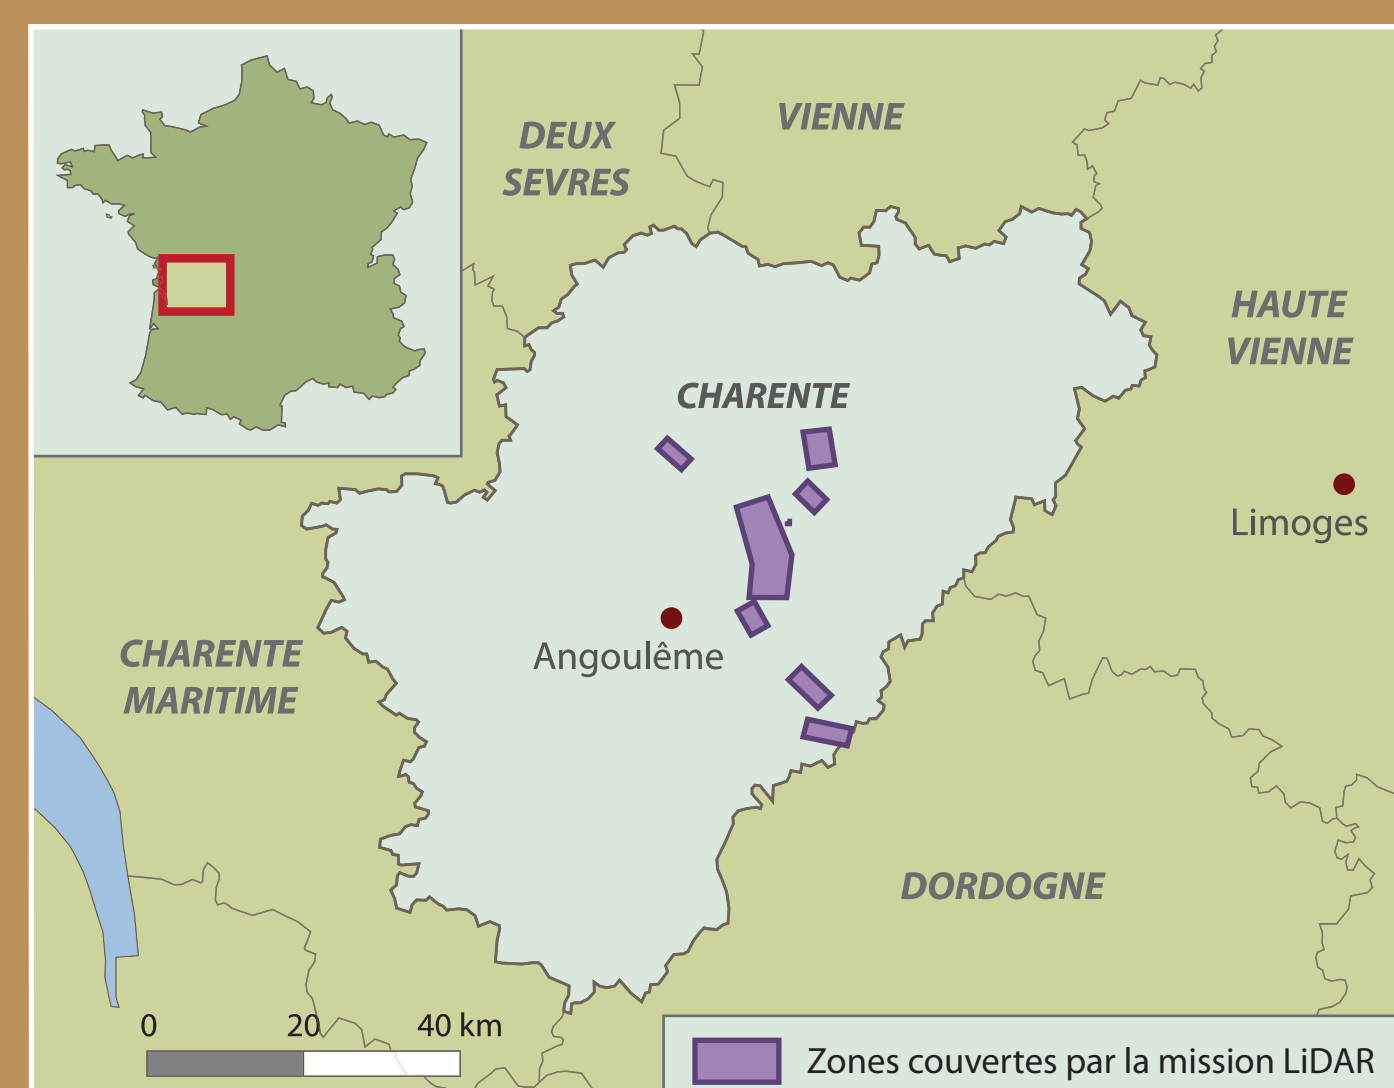 DEUX
SEVRES
VIENNE
HAUTE
VIENNE
CHARENTE
Limoges
Angoulême
CHARENTE
MARITIME
DORDOGNE
0 20 40 km
Zones couvertes par la mission LiDAR